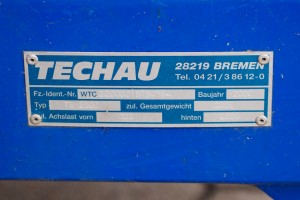 TECHAU
28219 BREMEN
Tel. 04 21/3 86 12-0
Fz.-Ident.-Nr. WTC Baujahr
Typ zul. Gesamtgewicht
zul. Achslast vorn hinten